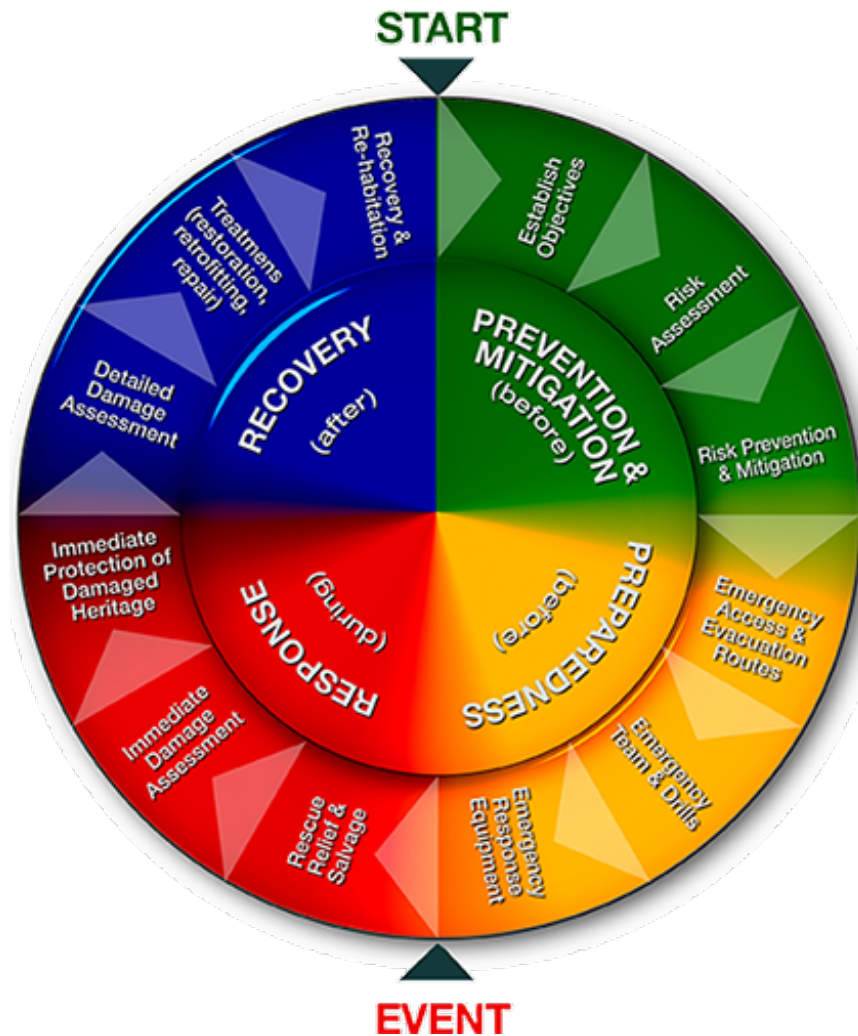 START
Establish
Objectives
Risk
Assessment
Risk Prevention
& Mitigation
PREVENTION &
MITIGATION
(before)
Emergency
Access &
Evacuation
Routes
Emergency
Team & Drills
Emergency
Response
Equipment
PREPAREDNESS
(before)
EVENT
Rescue
Relief &
Salvage
Immediate
Damage
Assessment
Immediate
Protection of
Damaged
Heritage
RESPONSE
(during)
Detailed
Damage
Assessment
Treatmens
(restoration,
retrofitting,
repair)
Recovery &
Re-habitation
RECOVERY
(after)